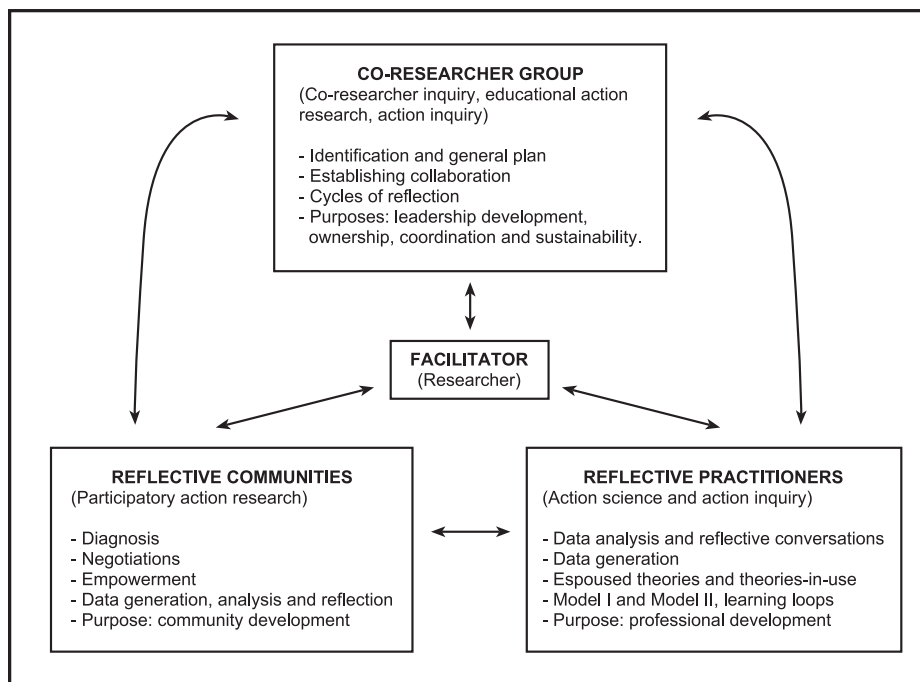 CO-RESEARCHER GROUP
(Co-researcher inquiry, educational action
research, action inquiry)
- Identification and general plan
- Establishing collaboration
- Cycles of reflection
- Purposes: leadership development,
ownership, coordination and sustainability.
FACILITATOR
(Researcher)
REFLECTIVE COMMUNITIES
(Participatory action research)
- Diagnosis
- Negotiations
- Empowerment
- Data generation, analysis and reflection
- Purpose: community development
REFLECTIVE PRACTITIONERS
(Action science and action inquiry)
- Data analysis and reflective conversations
- Data generation
- Espoused theories and theories-in-use
- Model I and Model II, learning loops
- Purpose: professional development